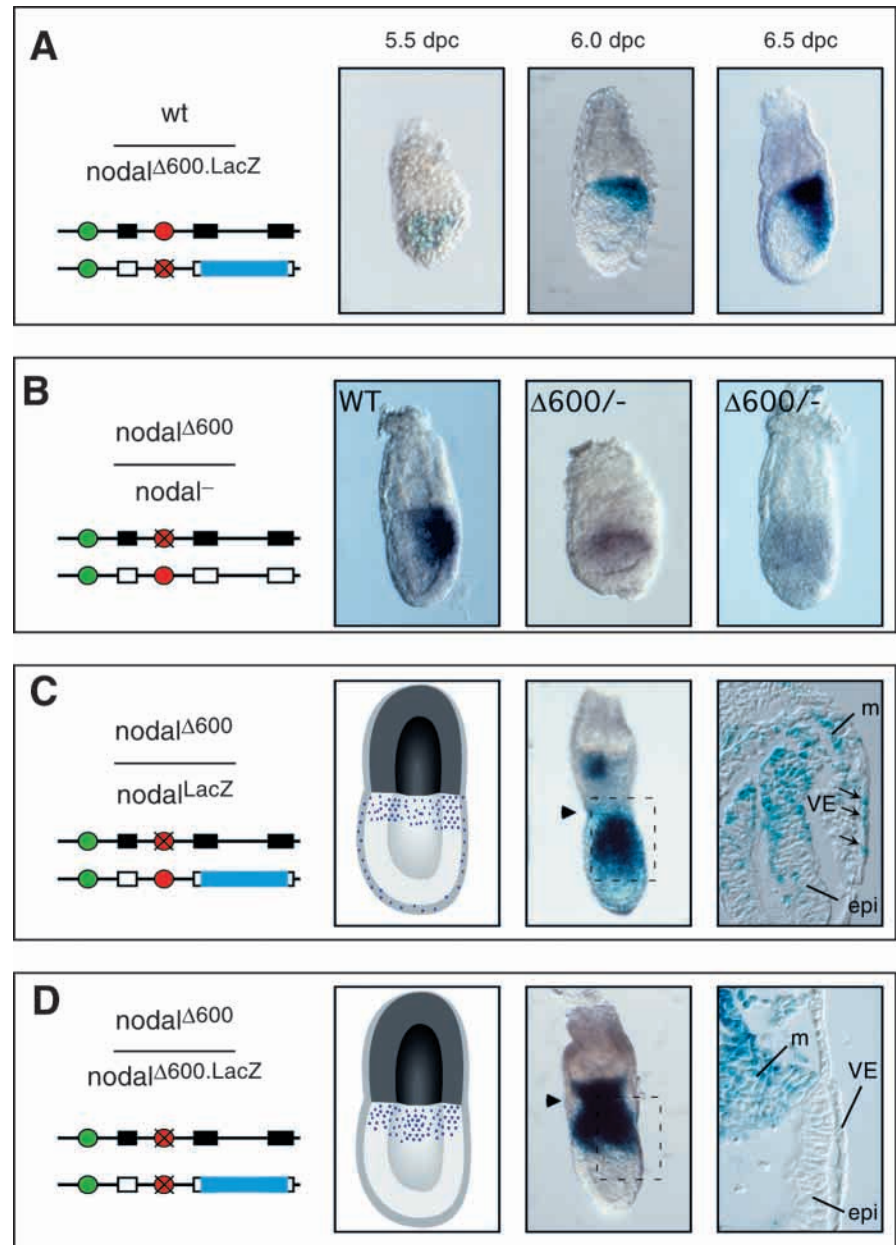 5.5 dpc 6.0 dpc 6.5 dpc
A
wt
nodalΔ600.LacZ
B
nodalΔ600
nodal–
WT
Δ600/-
Δ600/-
C
nodalΔ600
nodalLacZ
m
VE
epi
D
nodalΔ600
nodalΔ600.LacZ
m
VE
epi